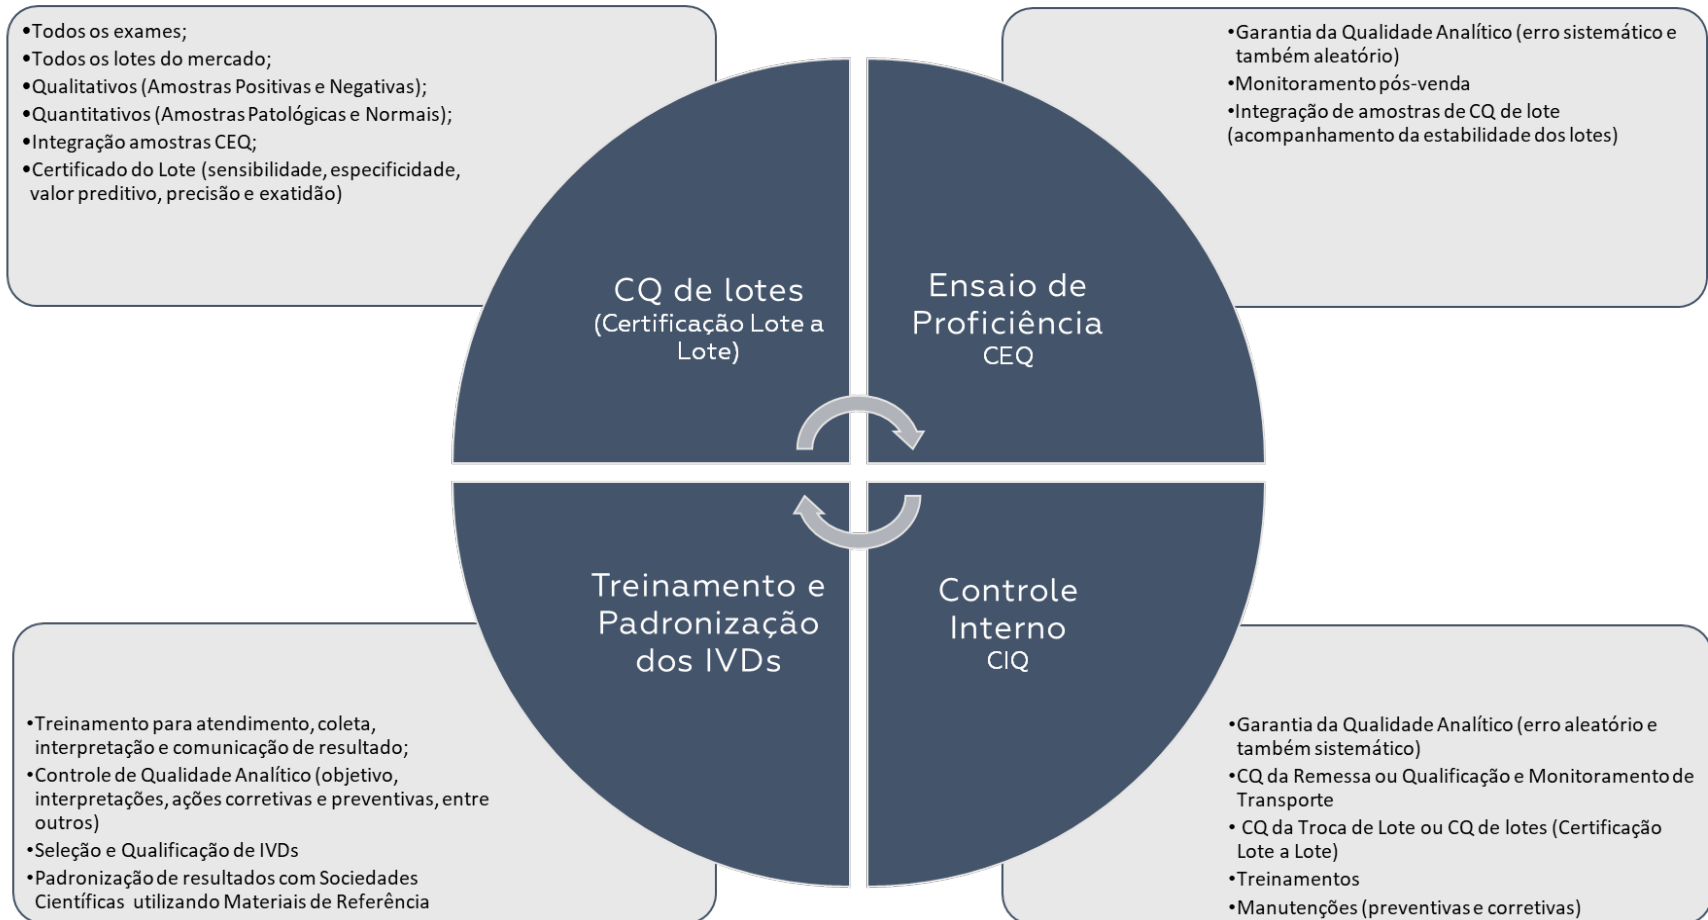 •Todos os exames;
•Todos os lotes do mercado;
•Qualitativos (Amostras Positivas e Negativas);
•Quantitativos (Amostras Patológicas e Normais);
•Integração amostras CEQ;
•Certificado do Lote (sensibilidade, especificidade,
valor preditivo, precisão e exatidão)
•Garantia da Qualidade Analítico (erro sistemático e
também aleatório)
•Monitoramento pós-venda
•Integração de amostras de CQ de lote
(acompanhamento da estabilidade dos lotes)
CQ de lotes
(Certificação Lote a
Lote)
Ensaio de
Proficiência
CEQ
Treinamento e
Padronização
dos IVDs
Controle
Interno
CIQ
•Treinamento para atendimento, coleta,
interpretação e comunicação de resultado;
•Controle de Qualidade Analítico (objetivo,
interpretações, ações corretivas e preventivas, entre
outros)
•Seleção e Qualificação de IVDs
•Padronização de resultados com Sociedades
Científicas utilizando Materiais de Referência
•Garantia da Qualidade Analítico (erro aleatório e
também sistemático)
•CQ da Remessa ou Qualificação e Monitoramento de
Transporte
• CQ da Troca de Lote ou CQ de lotes (Certificação
Lote a Lote)
•Treinamentos
•Manutenções (preventivas e corretivas)